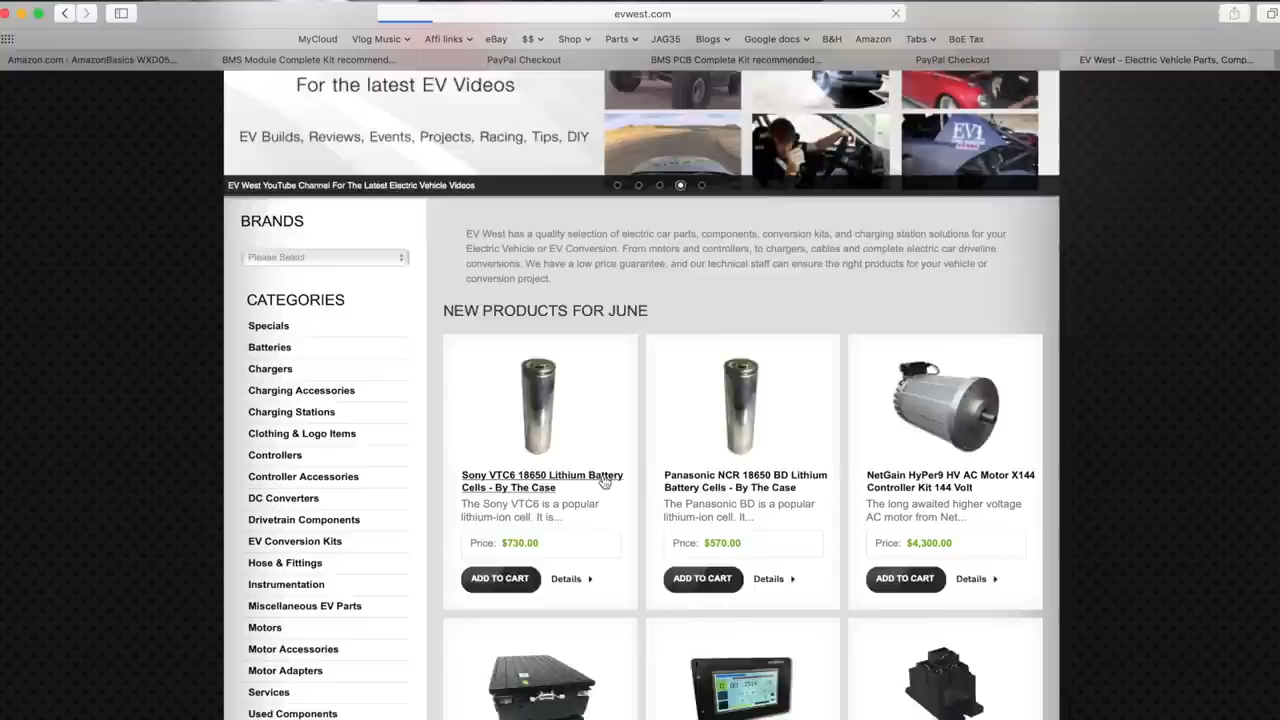 evwest.com
MyCloud Vlog Music Affi links eBay $$ Shop Parts JAG35 Blogs Google docs B&H Amazon Tabs BoE Tax
Amazon.com : AmazonBasics WXD05... BMS Module Complete Kit recommend... PayPal Checkout BMS PCB Complete Kit recommended... PayPal Checkout EV West - Electric Vehicle Parts, Comp...
For the latest EV Videos
EV Builds, Reviews, Events, Projects, Racing, Tips, DIY
EV West YouTube Channel For The Latest Electric Vehicle Videos
BRANDS
Please Select
CATEGORIES
Specials
Batteries
Chargers
Charging Accessories
Charging Stations
Clothing & Logo Items
Controllers
Controller Accessories
DC Converters
Drivetrain Components
EV Conversion Kits
Hose & Fittings
Instrumentation
Miscellaneous EV Parts
Motors
Motor Accessories
Motor Adapters
Services
Used Components
EV West has a quality selection of electric car parts, components, conversion kits, and charging station solutions for your
Electric Vehicle or EV Conversion. From motors and controllers, to chargers, cables and complete electric car driveline
conversions. We have a low price guarantee, and our technical staff can ensure the right products for your vehicle or
conversion project.
NEW PRODUCTS FOR JUNE
Sony VTC6 18650 Lithium Battery
Cells - By The Case
The Sony VTC6 is a popular
lithium-ion cell. It is...
Price: $730.00
ADD TO CART Details
Panasonic NCR 18650 BD Lithium
Battery Cells - By The Case
The Panasonic BD is a popular
lithium-ion cell. It...
Price: $570.00
ADD TO CART Details
NetGain HyPer9 HV AC Motor X144
Controller Kit 144 Volt
The long awaited higher voltage
AC motor from Net...
Price: $4,300.00
ADD TO CART Details